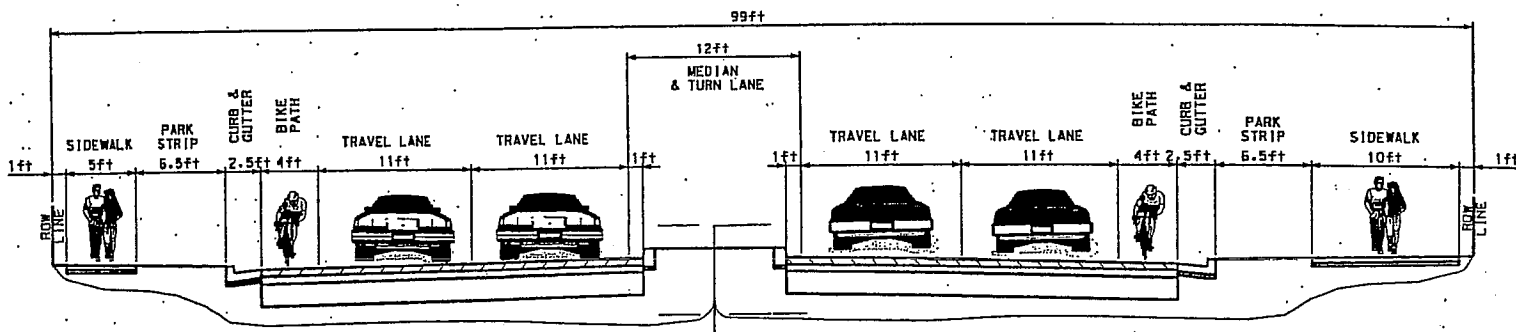 99ft
12ft
MEDIAN
& TURN LANE
CURB &
GUTTER
BIKE
PATH
BIKE
PATH
CURB &
GUTTER
SIDEWALK
PARK
STRIP
TRAVEL LANE
TRAVEL LANE
TRAVEL LANE
TRAVEL LANE
PARK
STRIP
SIDEWALK
1ft
5ft
6.5ft
2.5ft
4ft
11ft
11ft
1ft
1ft
11ft
11ft
4ft
2.5ft
6.5ft
10ft
1ft
ROW
LINE
ROW
LINE